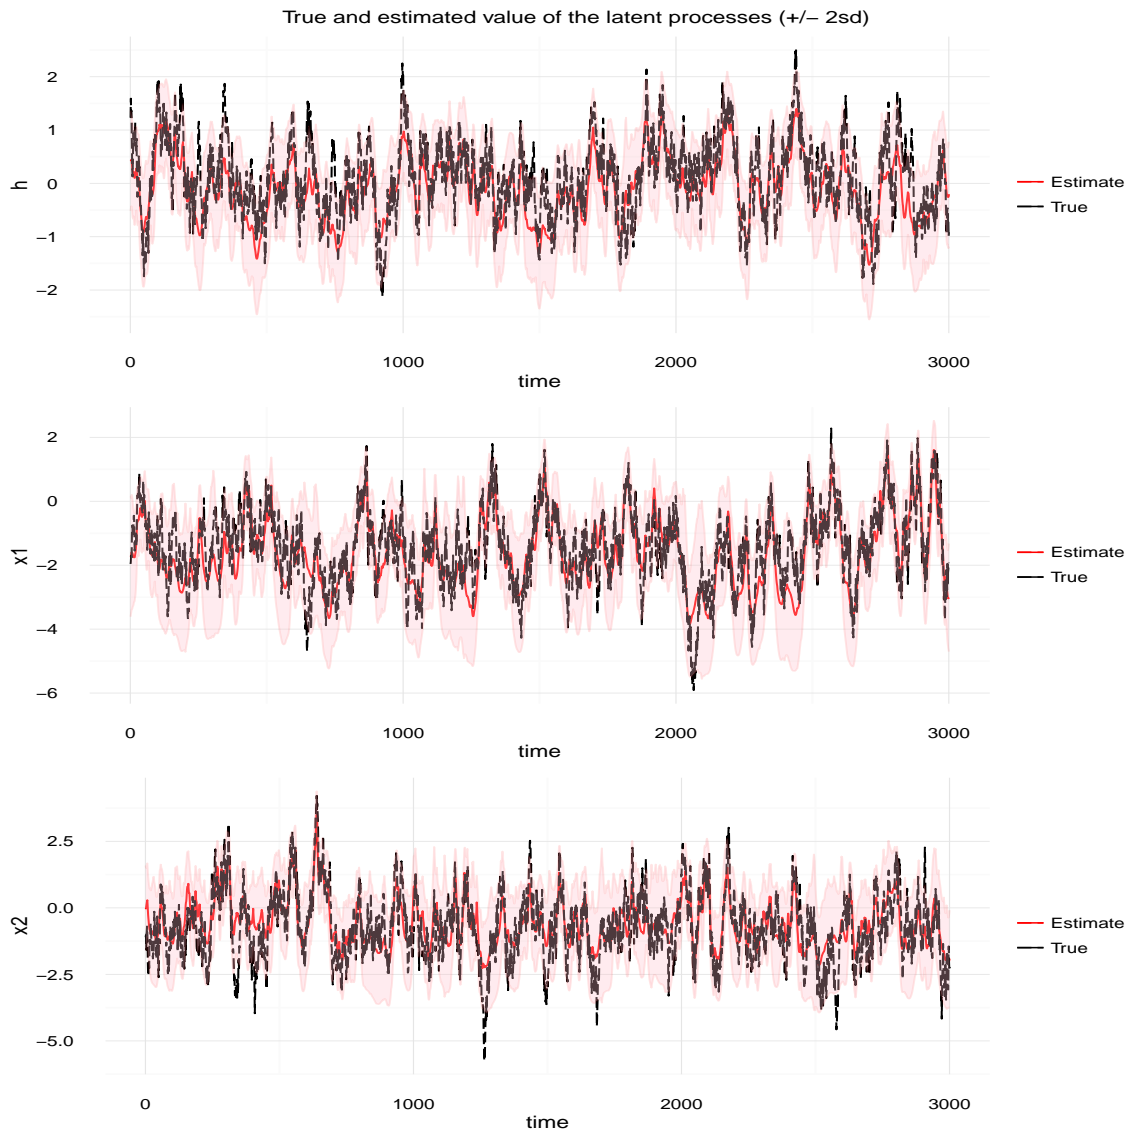 True and estimated value of the latent processes (+/− 2sd)
2
1
0
−1
−2
h
0 1000 2000 3000
time
Estimate
True
2
0
−2
−4
−6
x1
0 1000 2000 3000
time
Estimate
True
2.5
0.0
−2.5
−5.0
x2
0 1000 2000 3000
time
Estimate
True